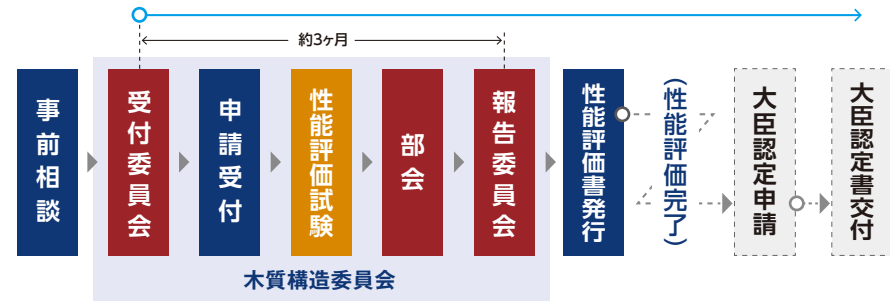 約3ヶ月
事前相談
受付委員会
申請受付
性能評価試験
部会
報告委員会
性能評価書発行
(性能評価完了)
大臣認定申請
大臣認定書交付
木質構造委員会